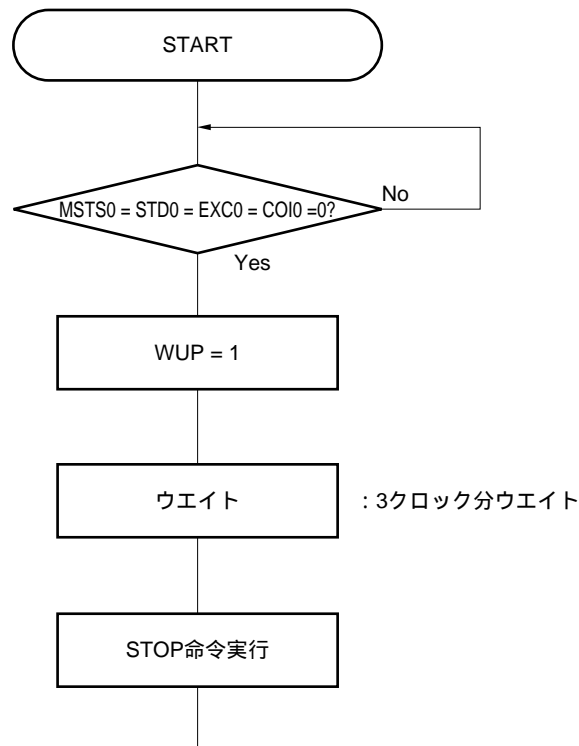 START
MSTS0 = STD0 = EXC0 = COI0 =0?
No
Yes
WUP = 1
ウエイト
：3クロック分ウエイト
STOP命令実行